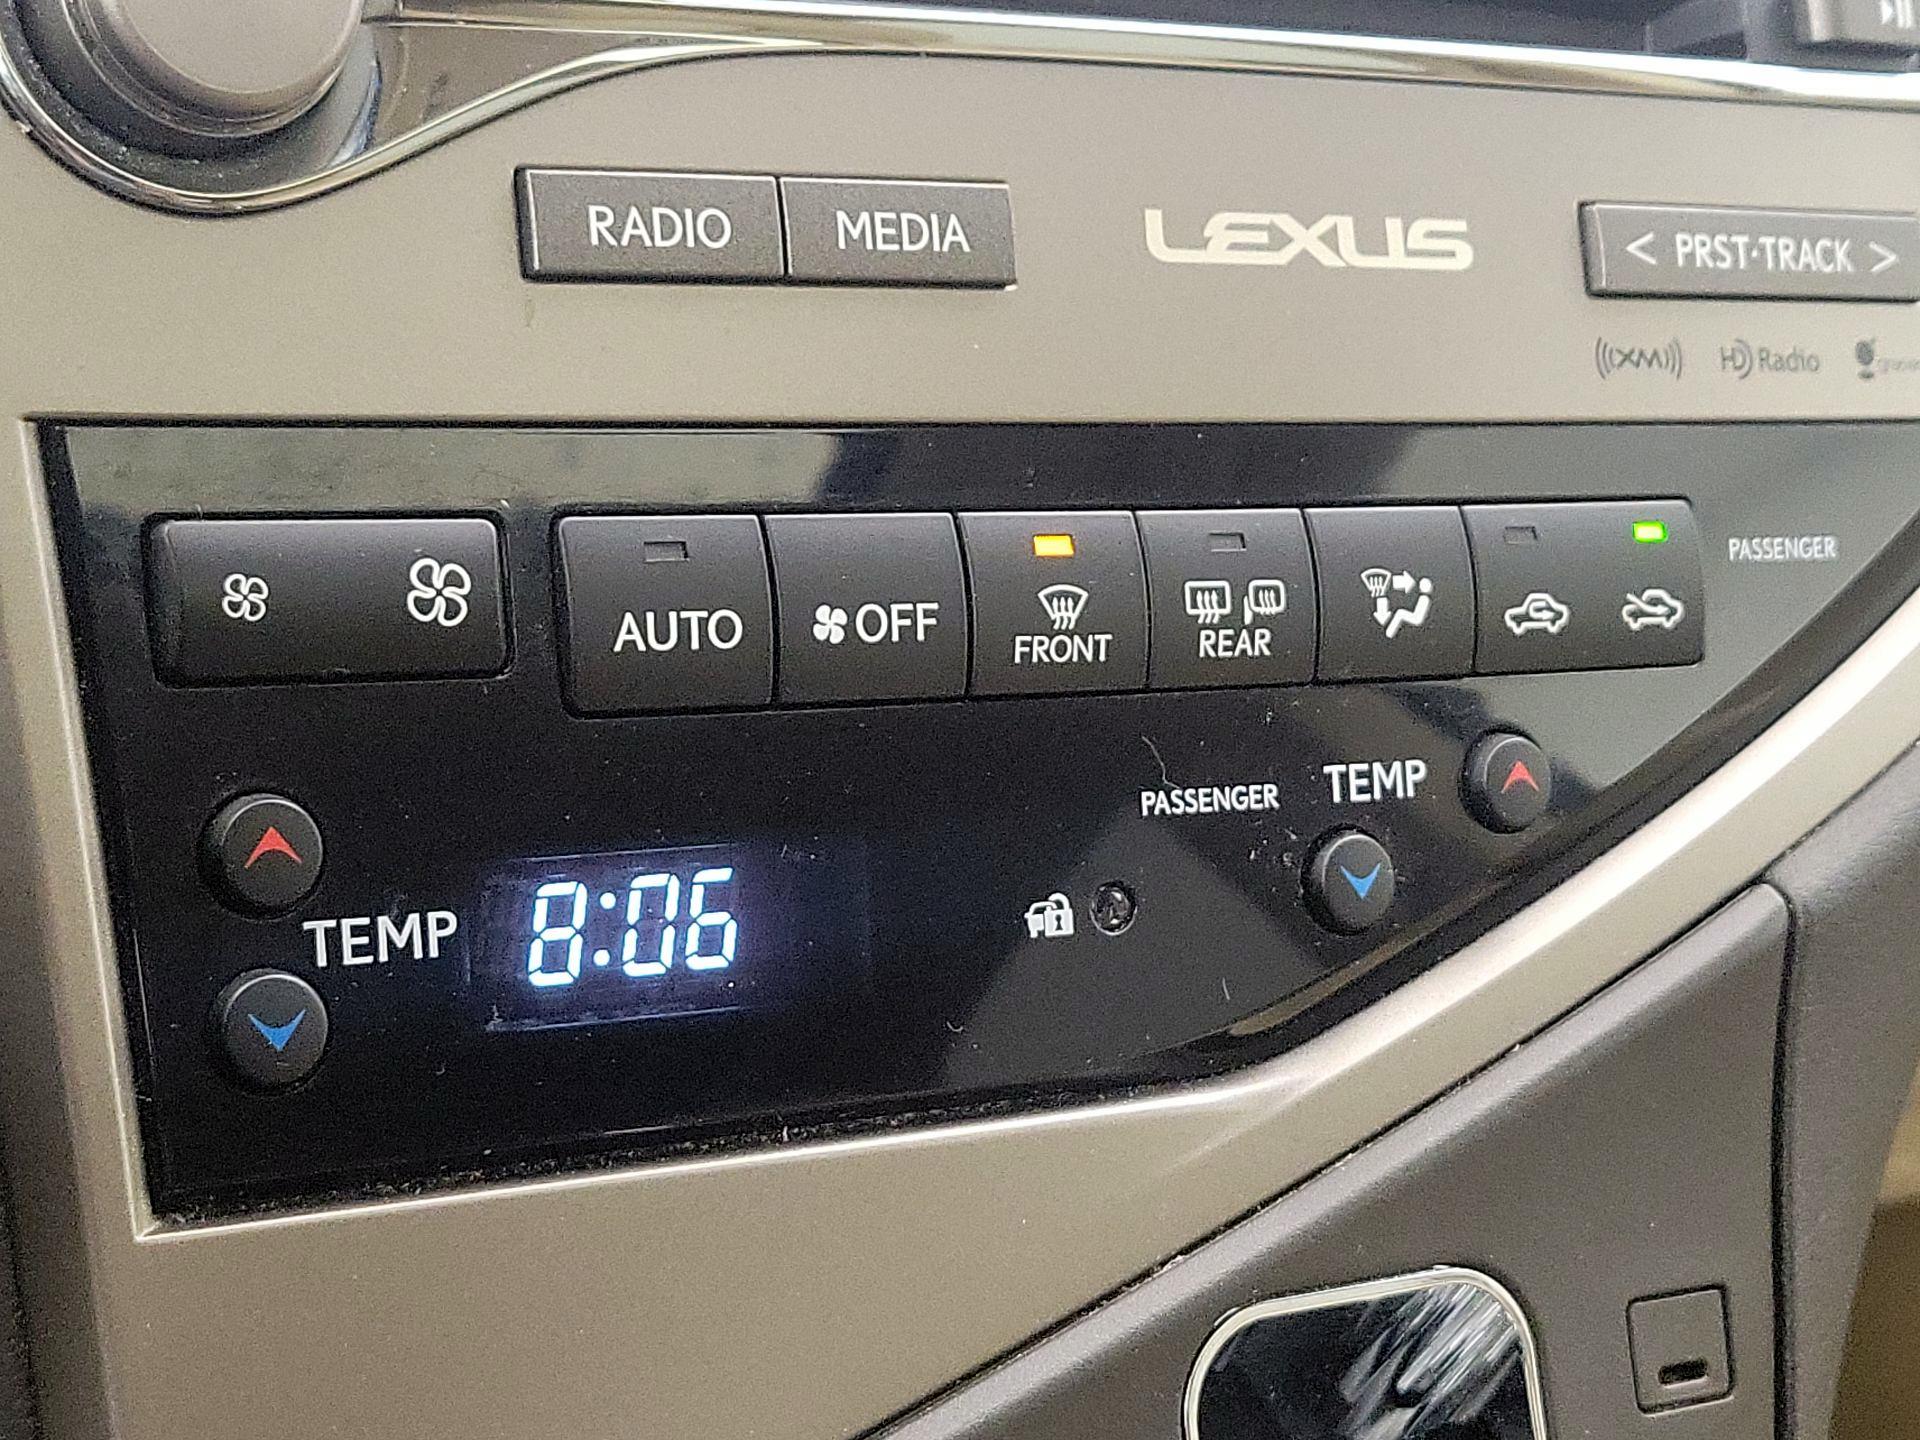 RADIO MEDIA LEXUS < PRST·TRACK >
((XM)) HD Radio
PASSENGER
AUTO OFF FRONT REAR
PASSENGER TEMP
TEMP 8:06